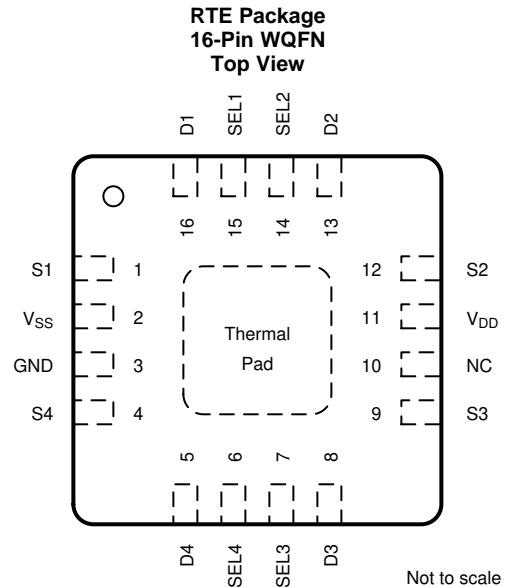 RTE Package
16-Pin WQFN
Top View
D1 SEL1 SEL2 D2
16 15 14 13
S1 1 12 S2
VSS 2 11 VDD
GND 3 10 NC
S4 4 9 S3
Thermal
Pad
5 6 7 8
D4 SEL4 SEL3 D3
Not to scale